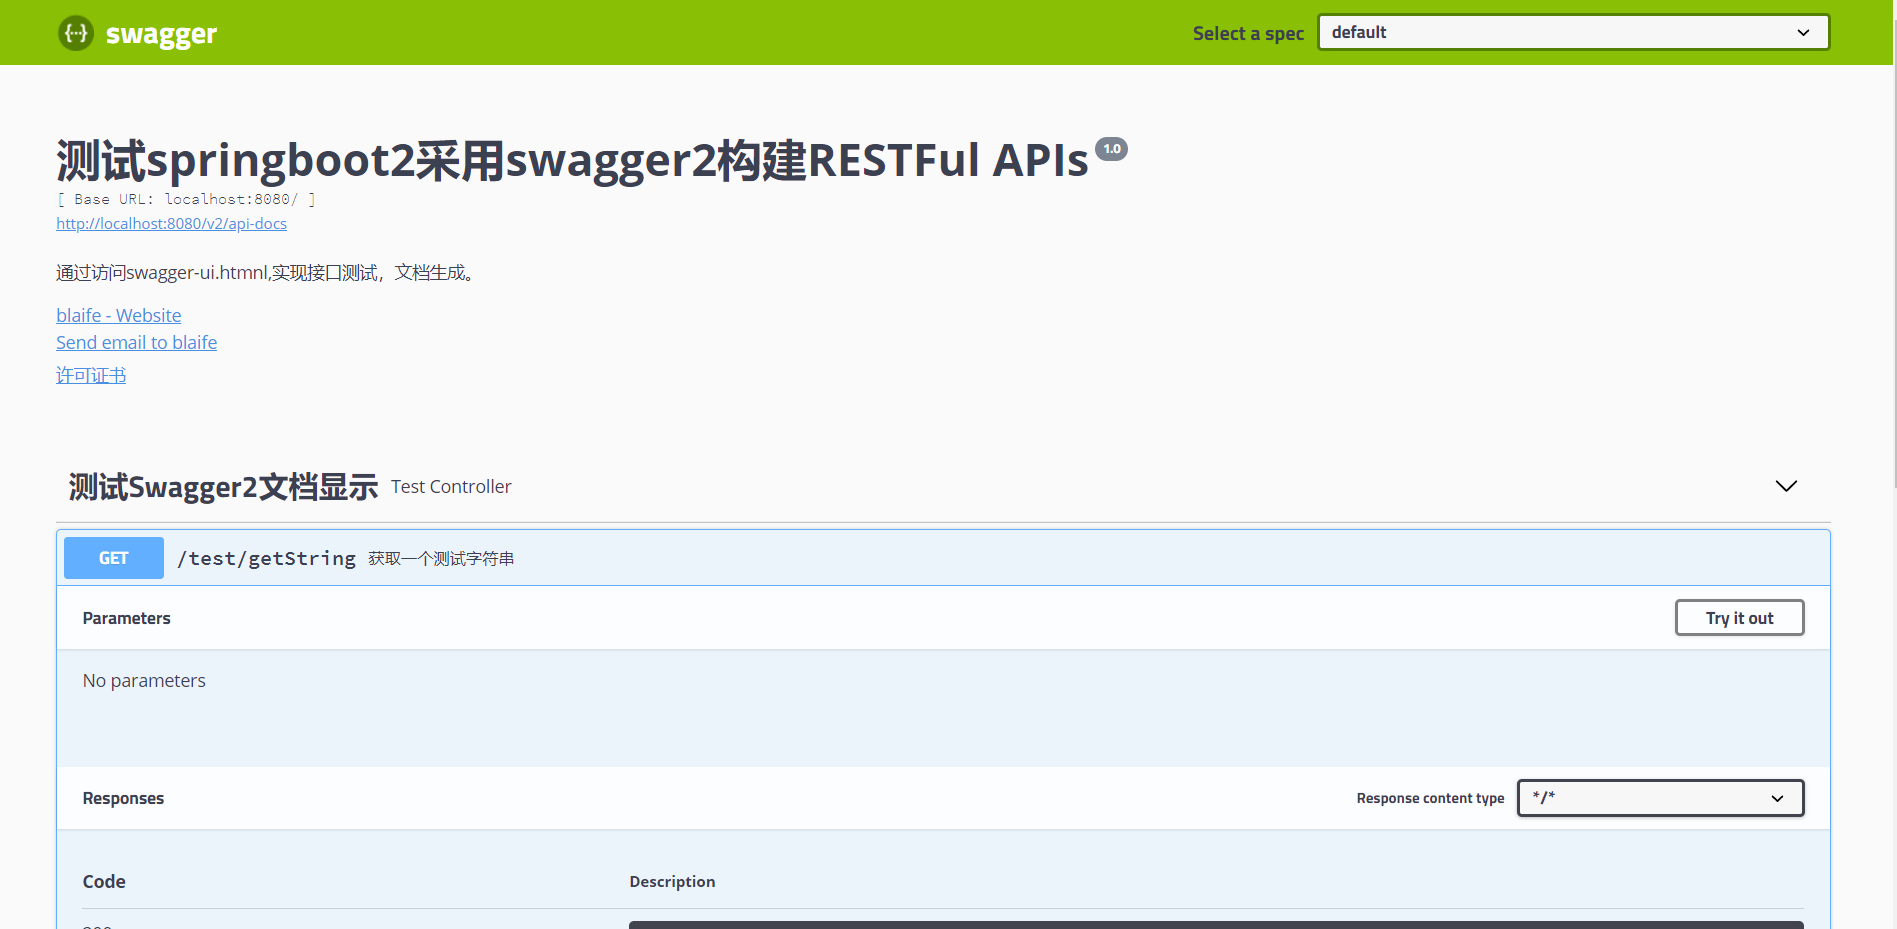 swagger
Select a spec
default
测试springboot2采用swagger2构建RESTFul APIs 1.0
[ Base URL: localhost:8080/ ]
http://localhost:8080/v2/api-docs
通过访问swagger-ui.htmnl,实现接口测试，文档生成。
blaife - Website
Send email to blaife
许可证书
测试Swagger2文档显示 Test Controller
GET /test/getString 获取一个测试字符串
Parameters
Try it out
No parameters
Responses
Response content type
*/*
Code Description